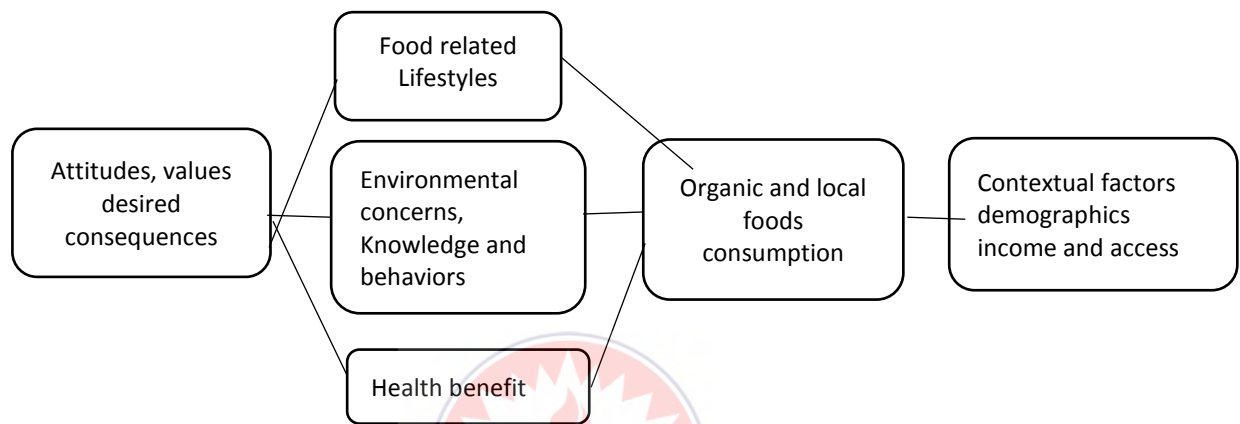 Food related
Lifestyles
Attitudes, values
desired
consequences
Environmental
concerns,
Knowledge and
behaviors
Health benefit
Organic and local
foods
consumption
Contextual factors
demographics
income and access